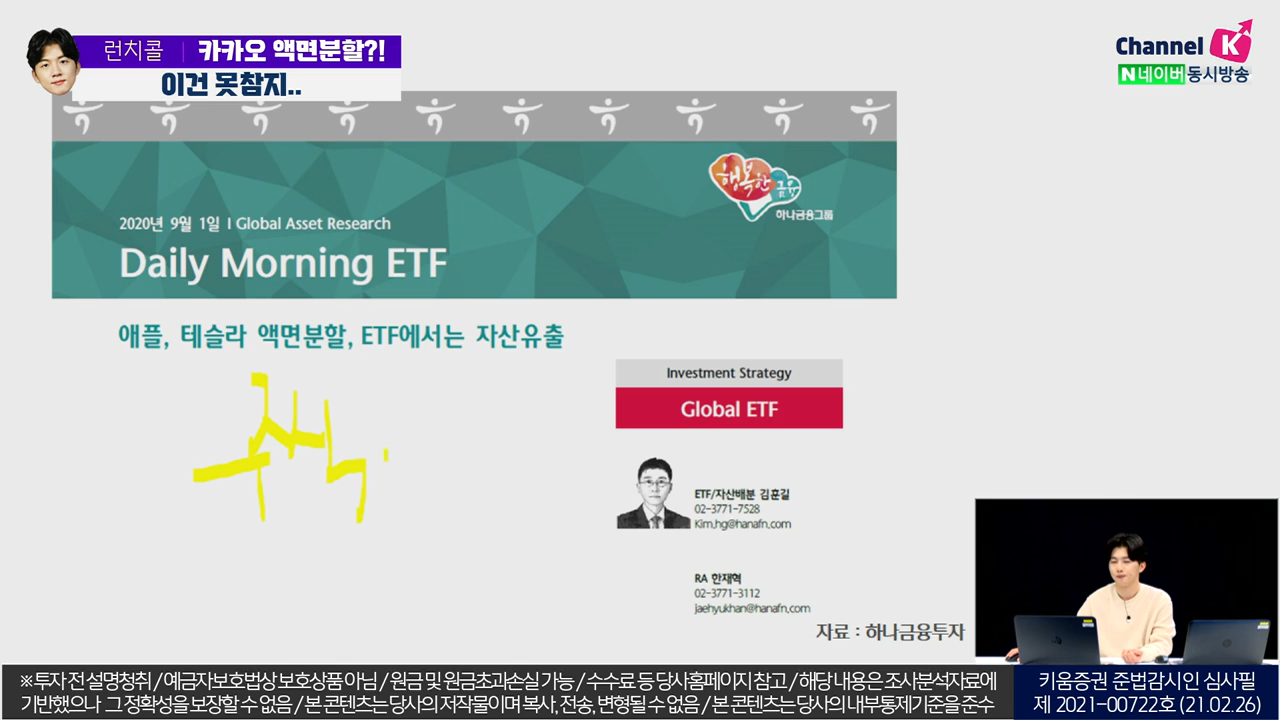 런치콜 | 카카오 액면분할?!
이건 못참지..
Channel K
N 네이버 동시방송
행복한 금융
하나금융그룹
2020년 9월 1일 I Global Asset Research
Daily Morning ETF
애플, 테슬라 액면분할, ETF에서는 자산유출
주식
Investment Strategy
Global ETF
ETF/자산배분 김훈길
02-3771-7528
Kim.hg@hanafn.com
RA 한재혁
02-3771-3112
jaehyukhan@hanafn.com
자료 : 하나금융투자
※ 투자 전 설명청취 / 예금자보호법상 보호상품 아님 / 원금 및 원금초과손실 가능 / 수수료 등 당사홈페이지 참고 / 해당 내용은 조사분석자료에
기반했으나 그 정확성을 보장할 수 없음 / 본 콘텐츠는 당사의 저작물이며 복사, 전송, 변형될 수 없음 / 본 콘텐츠는 당사의 내부통제기준을 준수
키움증권 준법감시인 심사필
제 2021-00722호 (21.02.26)